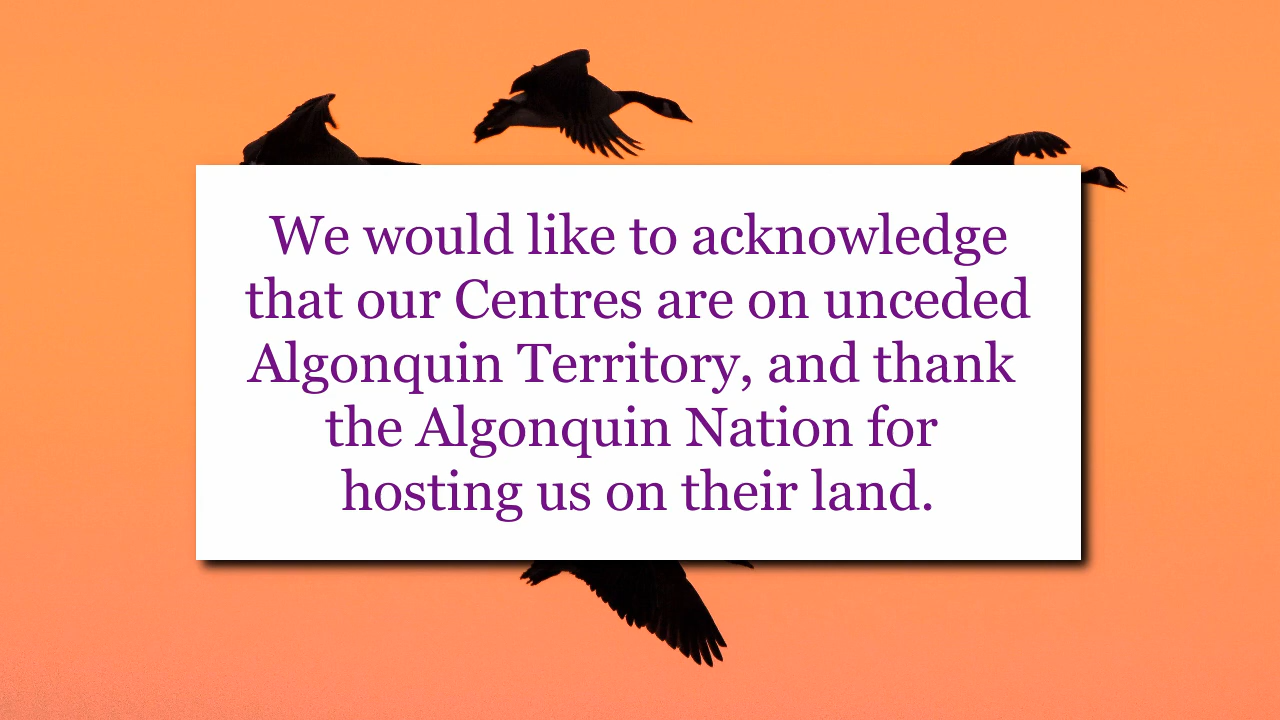 We would like to acknowledge
that our Centres are on unceded
Algonquin Territory, and thank
the Algonquin Nation for
hosting us on their land.